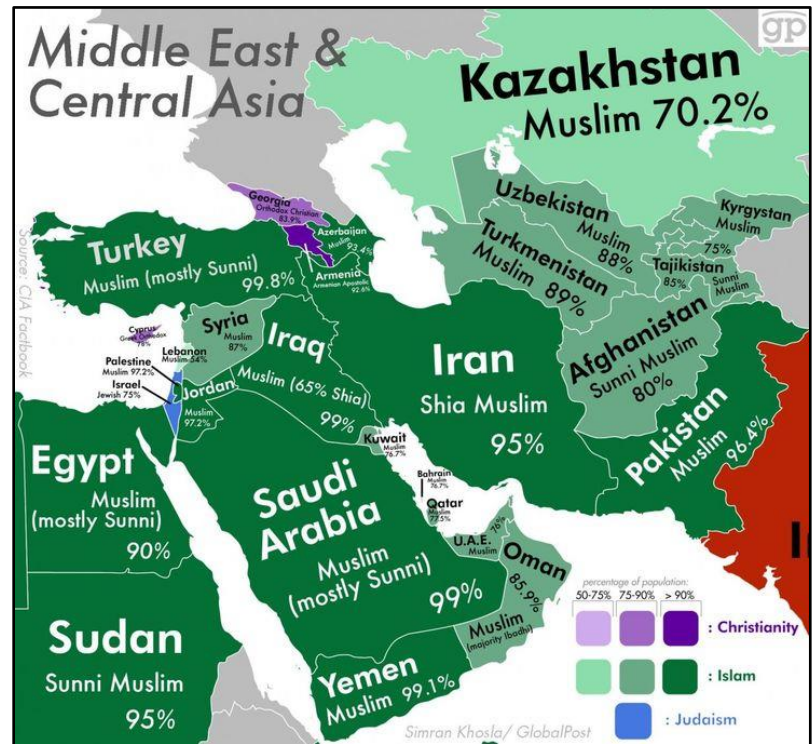 Middle East &
Central Asia
gp
Kazakhstan
Muslim 70.2%
Georgia
Orthodox Christian
83.9%
Azerbaijan
Muslim
93.4%
Armenia
Armenian Apostolic
92.6%
Uzbekistan
Muslim
88%
Kyrgystan
Muslim
75%
Turkmenistan
Muslim 89%
Tajikistan
Sunni
Muslim
85%
Turkey
Muslim (mostly Sunni)
99.8%
Source: CIA Factbook
Cyprus
Greek Orthodox
78%
Syria
Muslim
87%
Lebanon
Muslim 54%
Palestine
Muslim 97.2%
Israel
Jewish 75%
Jordan
Muslim
97.2%
Iraq
Muslim (65% Shia)
99%
Iran
Shia Muslim
95%
Afghanistan
Sunni Muslim
80%
Pakistan
Muslim
96.4%
Kuwait
Muslim
76.7%
Bahrain
Muslim
76.7%
Qatar
Muslim
77.5%
U.A.E.
Muslim
76%
Oman
85.9%
Muslim
(majority Ibadhi)
Egypt
Muslim
(mostly Sunni)
90%
Saudi
Arabia
Muslim
(mostly Sunni)
99%
Sudan
Sunni Muslim
95%
Yemen
Muslim 99.1%
percentage of population:
50-75% 75-90% > 90%
: Christianity
: Islam
: Judaism
Simran Khosla/ GlobalPost